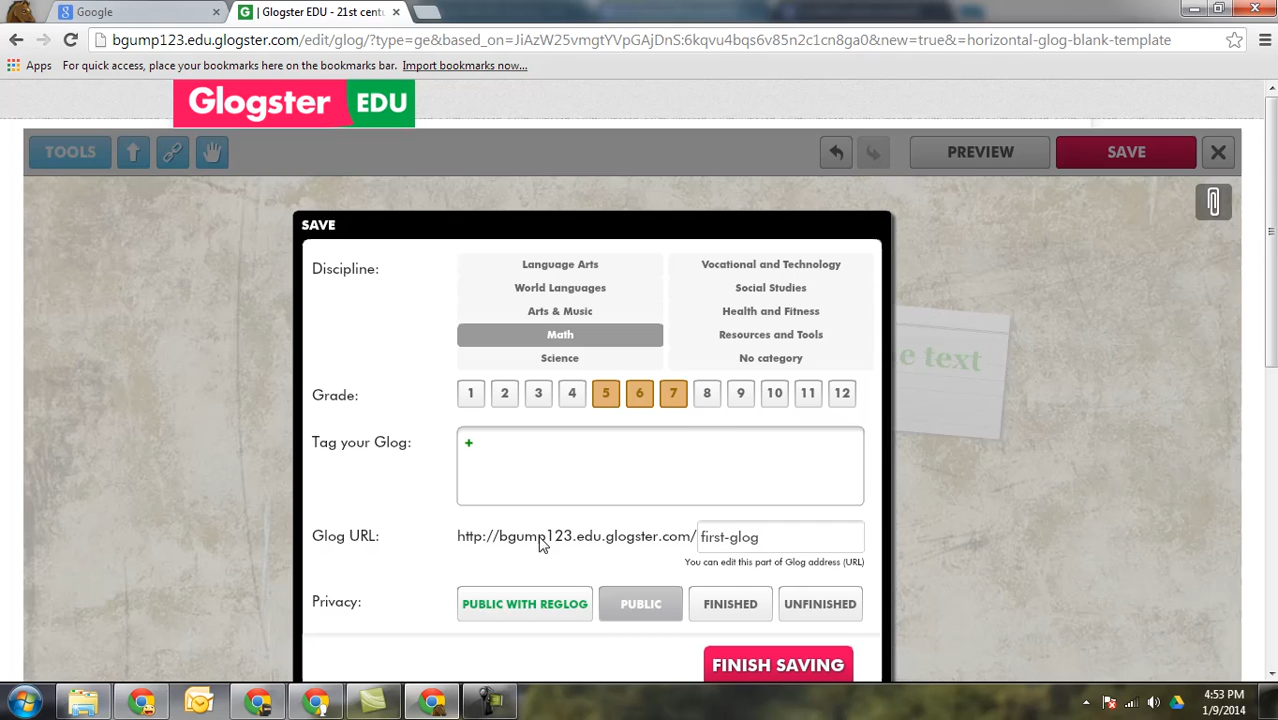 Google
| Glogster EDU - 21st centu
bgump123.edu.glogster.com/edit/glog/?type=ge&based_on=JiAzW25vmgtYVPgGAjDnS:6kqvu4bqs6v85n2c1cn8ga0&new=true&=horizontal-glog-blank-template
Apps For quick access, place your bookmarks here on the bookmarks bar. Import bookmarks now...
Glogster EDU
TOOLS PREVIEW SAVE
SAVE
Discipline:
Language Arts Vocational and Technology
World Languages Social Studies
Arts & Music Health and Fitness
Math Resources and Tools
Science No category
e text
Grade: 1 2 3 4 5 6 7 8 9 10 11 12
Tag your Glog: +
Glog URL: http://bgump123.edu.glogster.com/ first-glog
You can edit this part of Glog address (URL)
Privacy: PUBLIC WITH REGLOG PUBLIC FINISHED UNFINISHED
FINISH SAVING
4:53 PM
1/9/2014